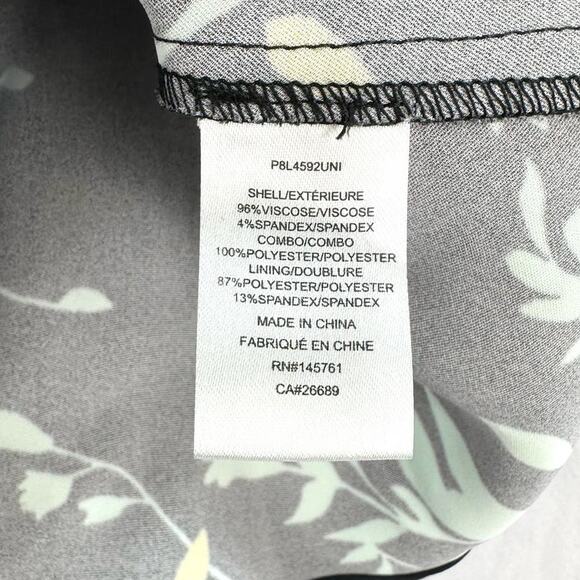 P8L4592UNI
SHELL/EXTÉRIEURE
96%VISCOSE/VISCOSE
4%SPANDEX/SPANDEX
COMBO/COMBO
100%POLYESTER/POLYESTER
LINING/DOUBLURE
87%POLYESTER/POLYESTER
13%SPANDEX/SPANDEX
MADE IN CHINA
FABRIQUÉ EN CHINE
RN#145761
CA#26689